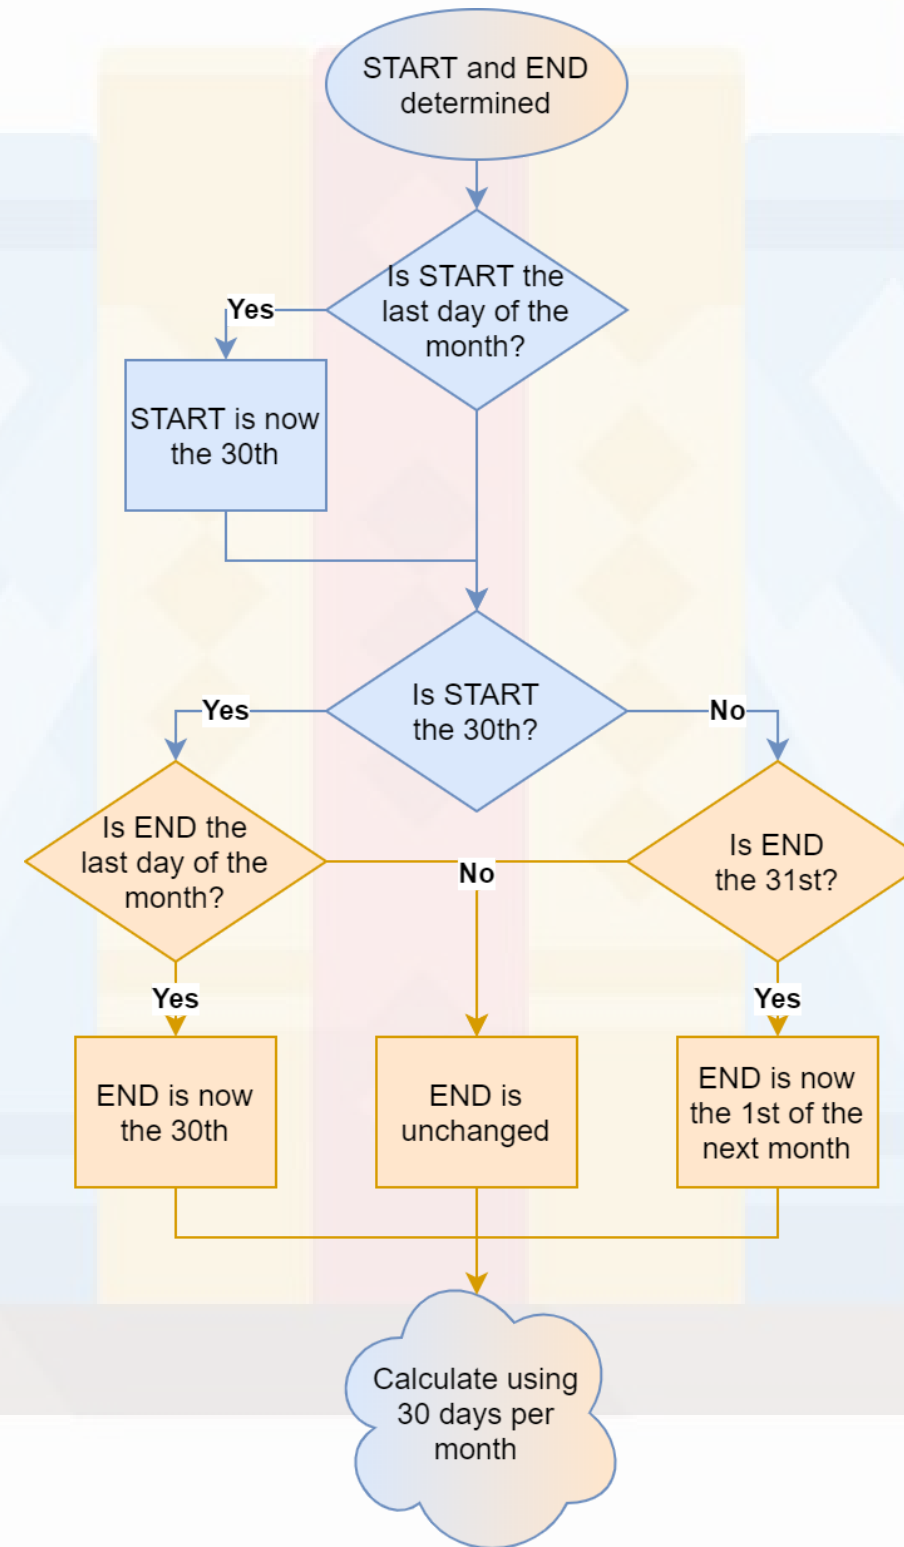 START and END
determined
Is START the
last day of the
month?
Yes
START is now
the 30th
Is START
the 30th?
Yes
No
Is END the
last day of the
month?
No
Is END
the 31st?
Yes
Yes
END is now
the 30th
END is
unchanged
END is now
the 1st of the
next month
Calculate using
30 days per
month